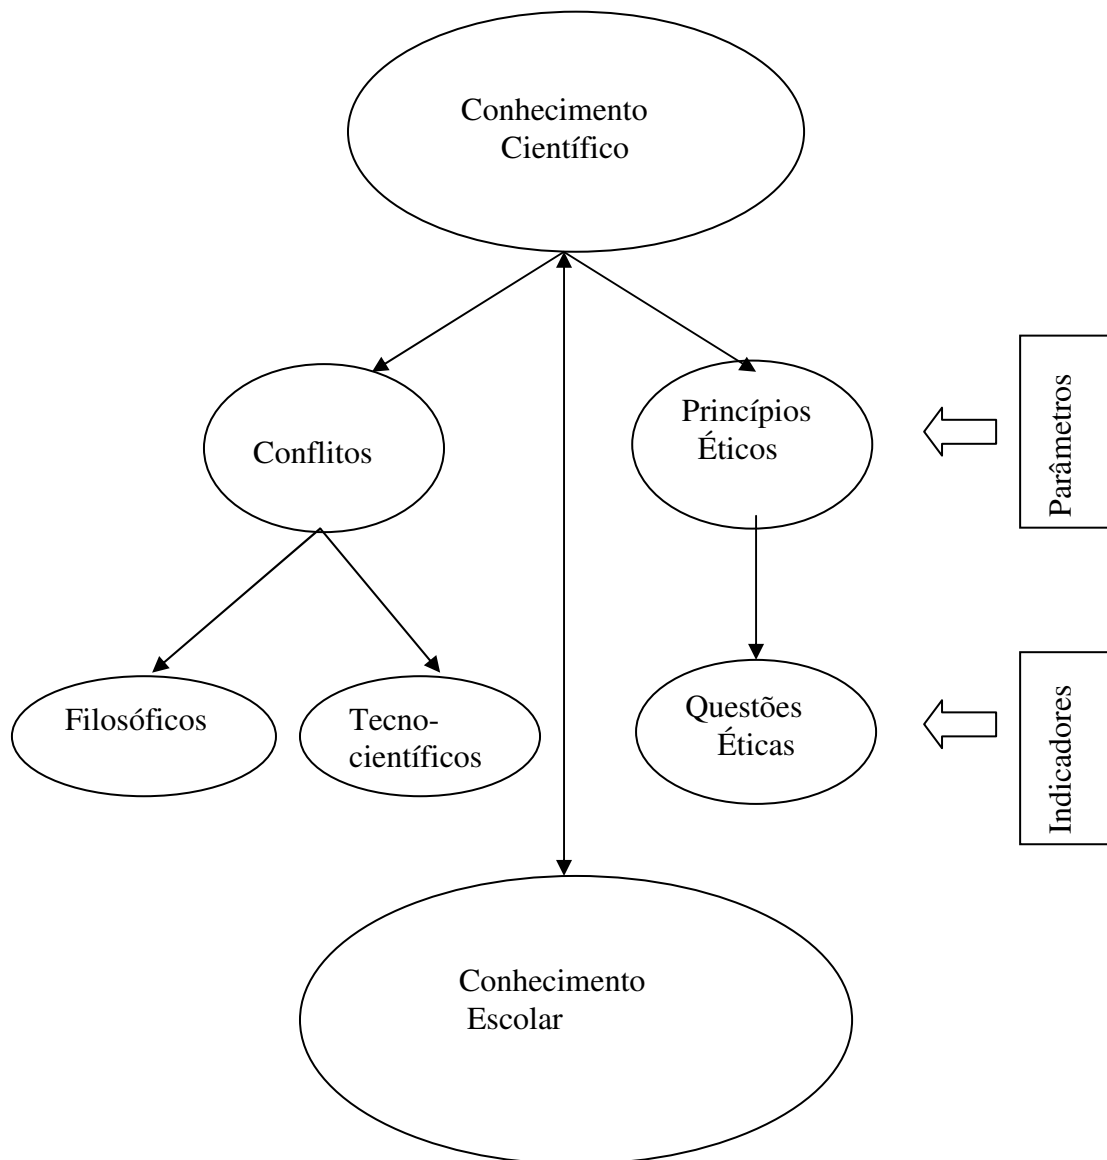 Conhecimento
Científico
Conflitos
Princípios
Éticos
Parâmetros
Filosóficos
Tecno-
científicos
Questões
Éticas
Indicadores
Conhecimento
Escolar